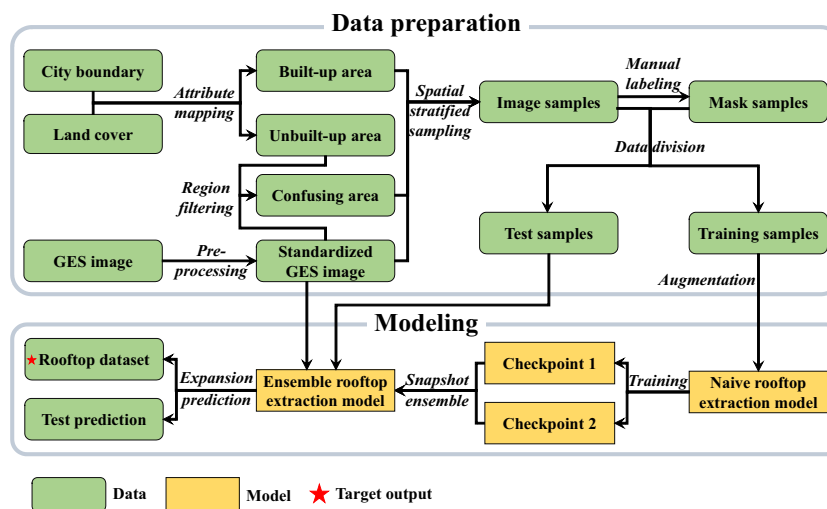 Data preparation
City boundary
Land cover
Attribute
mapping
Built-up area
Unbuilt-up area
Spatial
stratified
sampling
Image samples
Manual
labeling
Mask samples
Data division
Region
filtering
Confusing area
GES image
Pre-
processing
Standardized
GES image
Test samples
Training samples
Augmentation
Modeling
Rooftop dataset
Test prediction
Expansion
prediction
Ensemble rooftop
extraction model
Snapshot
ensemble
Checkpoint 1
Checkpoint 2
Training
Naive rooftop
extraction model
Data
Model
Target output